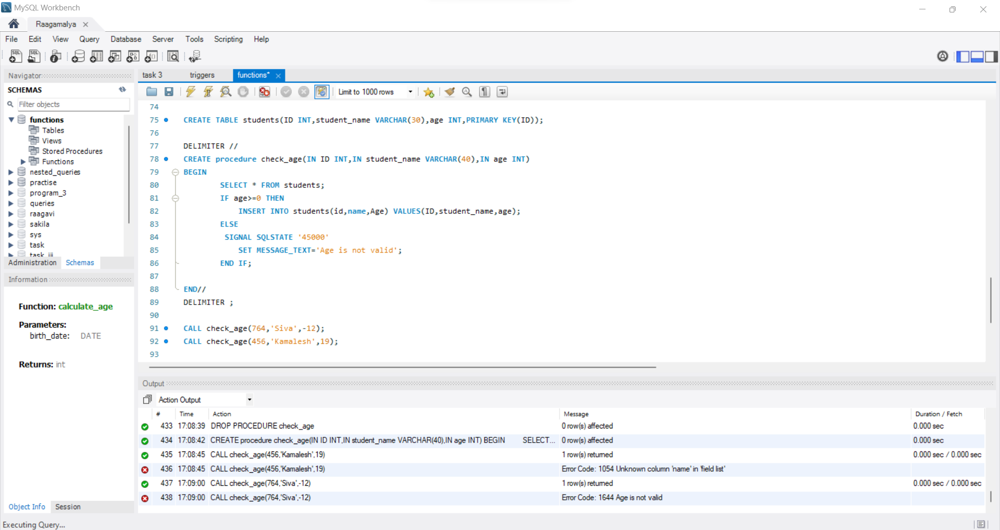 MySQL Workbench
Raagamalya
File Edit View Query Database Server Tools Scripting Help
Navigator
SCHEMAS
Filter objects
functions
Tables
Views
Stored Procedures
Functions
nested_queries
practise
program_3
queries
raagavi
sakila
sys
task
task_iii
Administration Schemas
Information
Function: calculate_age
Parameters:
birth_date: DATE
Returns: int
Object Info Session
task 3 triggers functions*
Limit to 1000 rows
74
75 CREATE TABLE students(ID INT,student_name VARCHAR(30),age INT,PRIMARY KEY(ID));
76
77 DELIMITER //
78 CREATE procedure check_age(IN ID INT,IN student_name VARCHAR(40),IN age INT)
79 BEGIN
80 SELECT * FROM students;
81 IF age>=0 THEN
82 INSERT INTO students(id,name,Age) VALUES(ID,student_name,age);
83 ELSE
84 SIGNAL SQLSTATE '45000'
85 SET MESSAGE_TEXT='Age is not valid';
86 END IF;
87
88 END//
89 DELIMITER ;
90
91 CALL check_age(764,'Siva',-12);
92 CALL check_age(456,'Kamalesh',19);
93
Output
Action Output
# Time Action Message Duration / Fetch
433 17:08:39 DROP PROCEDURE check_age 0 row(s) affected 0.000 sec
434 17:08:42 CREATE procedure check_age(IN ID INT,IN student_name VARCHAR(40),IN age INT) BEGIN SELECT... 0 row(s) affected 0.000 sec
435 17:08:45 CALL check_age(456,'Kamalesh',19) 1 row(s) returned 0.000 sec / 0.000 sec
436 17:08:45 CALL check_age(456,'Kamalesh',19) Error Code: 1054 Unknown column 'name' in 'field list'
437 17:09:00 CALL check_age(764,'Siva',-12) 1 row(s) returned 0.000 sec / 0.000 sec
438 17:09:00 CALL check_age(764,'Siva',-12) Error Code: 1644 Age is not valid
Executing Query...